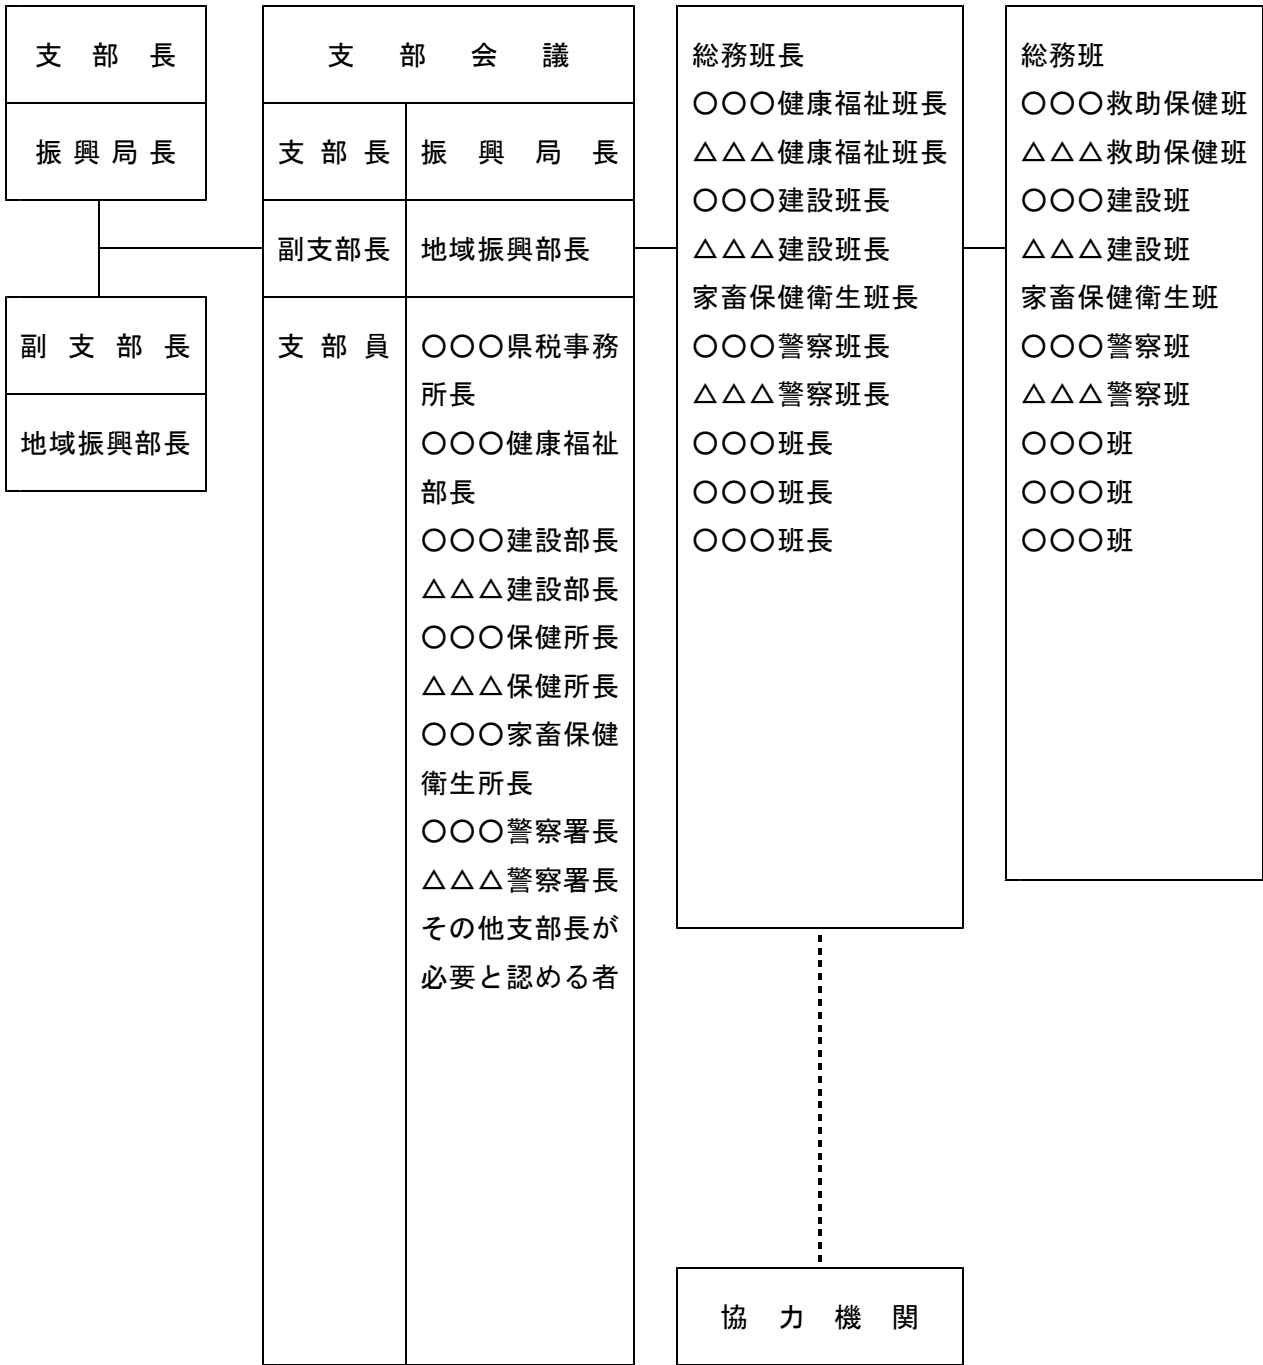 支部長
振興局長
副支部長
地域振興部長
支部会議
支部長 振興局長
副支部長 地域振興部長
支部員 〇〇〇県税事務
所長
〇〇〇健康福祉
部長
〇〇〇建設部長
△△△建設部長
〇〇〇保健所長
△△△保健所長
〇〇〇家畜保健
衛生所長
〇〇〇警察署長
△△△警察署長
その他支部長が
必要と認める者
総務班長
〇〇〇健康福祉班長
△△△健康福祉班長
〇〇〇建設班長
△△△建設班長
家畜保健衛生班長
〇〇〇警察班長
△△△警察班長
〇〇〇班長
〇〇〇班長
〇〇〇班長
総務班
〇〇〇救助保健班
△△△救助保健班
〇〇〇建設班
△△△建設班
家畜保健衛生班
〇〇〇警察班
△△△警察班
〇〇〇班
〇〇〇班
〇〇〇班
協力機関